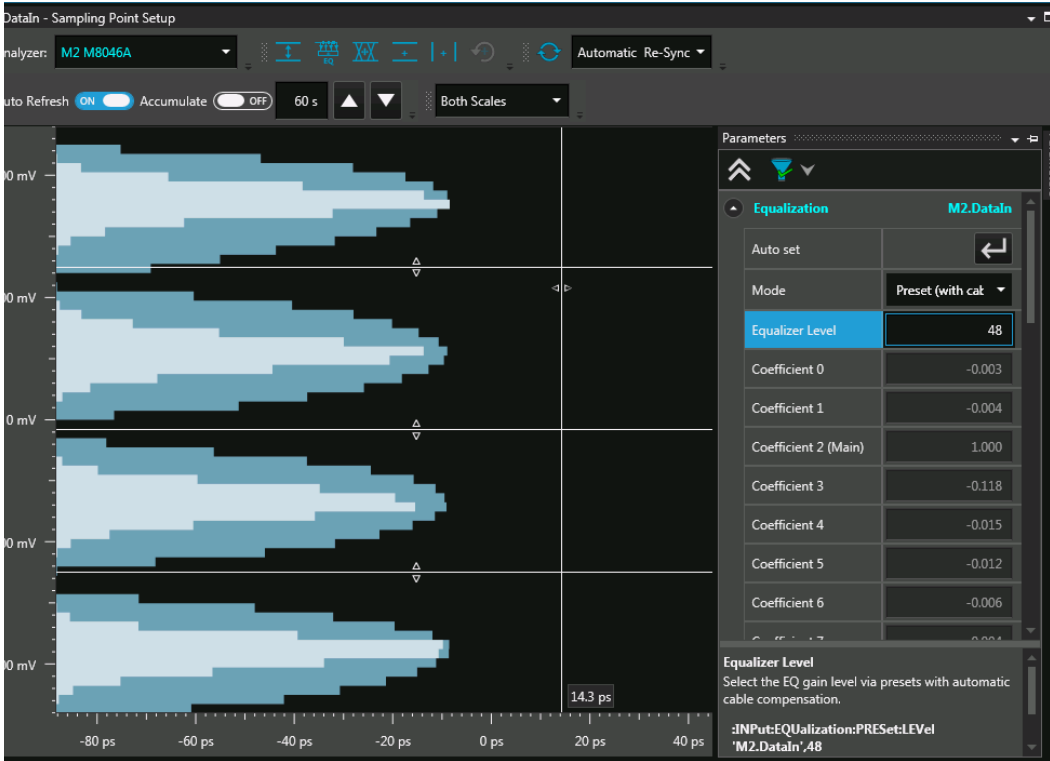 DataIn - Sampling Point Setup
nalyzer: M2 M8046A
EQ
Automatic Re-Sync
uto Refresh ON Accumulate OFF 60 s Both Scales
Parameters
Equalization M2.DataIn
Auto set
Mode Preset (with cat
Equalizer Level 48
Coefficient 0 -0.003
Coefficient 1 -0.004
Coefficient 2 (Main) 1.000
Coefficient 3 -0.118
Coefficient 4 -0.015
Coefficient 5 -0.012
Coefficient 6 -0.006
00 mV
00 mV
0 mV
00 mV
00 mV
14.3 ps
-80 ps -60 ps -40 ps -20 ps 0 ps 20 ps 40 ps
Equalizer Level
Select the EQ gain level via presets with automatic
cable compensation.
:INPut:EQUalization:PRESet:LEVel
'M2.DataIn',48